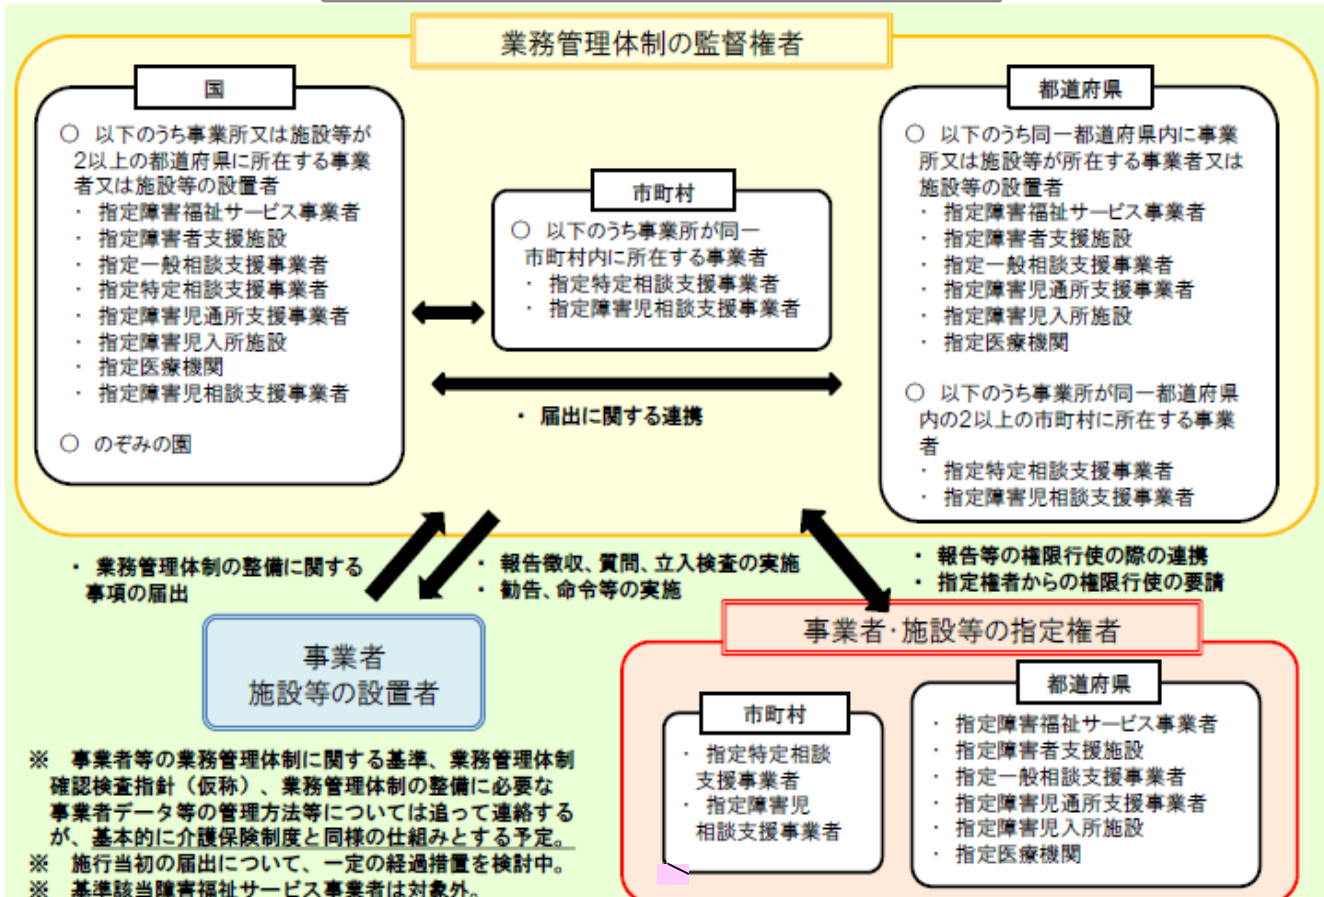 業務管理体制の監督権者
国
○ 以下のうち事業所又は施設等が
2以上の都道府県に所在する事業
者又は施設等の設置者
・ 指定障害福祉サービス事業者
・ 指定障害者支援施設
・ 指定一般相談支援事業者
・ 指定特定相談支援事業者
・ 指定障害児通所支援事業者
・ 指定障害児入所施設
・ 指定医療機関
・ 指定障害児相談支援事業者
○ のぞみの園
市町村
○ 以下のうち事業所が同一
市町村内に所在する事業者
・ 指定特定相談支援事業者
・ 指定障害児相談支援事業者
・ 届出に関する連携
都道府県
○ 以下のうち同一都道府県内に事業
所又は施設等が所在する事業者又は
施設等の設置者
・ 指定障害福祉サービス事業者
・ 指定障害者支援施設
・ 指定一般相談支援事業者
・ 指定障害児通所支援事業者
・ 指定障害児入所施設
・ 指定医療機関
○ 以下のうち事業所が同一都道府県
内の2以上の市町村に所在する事業
者
・ 指定特定相談支援事業者
・ 指定障害児相談支援事業者
・ 業務管理体制の整備に関する
事項の届出
・ 報告徴収、質問、立入検査の実施
・ 勧告、命令等の実施
・ 報告等の権限行使の際の連携
・ 指定権者からの権限行使の要請
事業者
施設等の設置者
事業者・施設等の指定権者
市町村
・ 指定特定相談
支援事業者
・ 指定障害児
相談支援事業者
都道府県
・ 指定障害福祉サービス事業者
・ 指定障害者支援施設
・ 指定一般相談支援事業者
・ 指定障害児通所支援事業者
・ 指定障害児入所施設
・ 指定医療機関
※ 事業者等の業務管理体制に関する基準、業務管理体制
確認検査指針（仮称）、業務管理体制の整備に必要な
事業者データ等の管理方法等については追って連絡する
が、基本的に介護保険制度と同様の仕組みとする予定。
※ 施行当初の届出について、一定の経過措置を検討中。
※ 基準該当障害福祉サービス事業者は対象外。